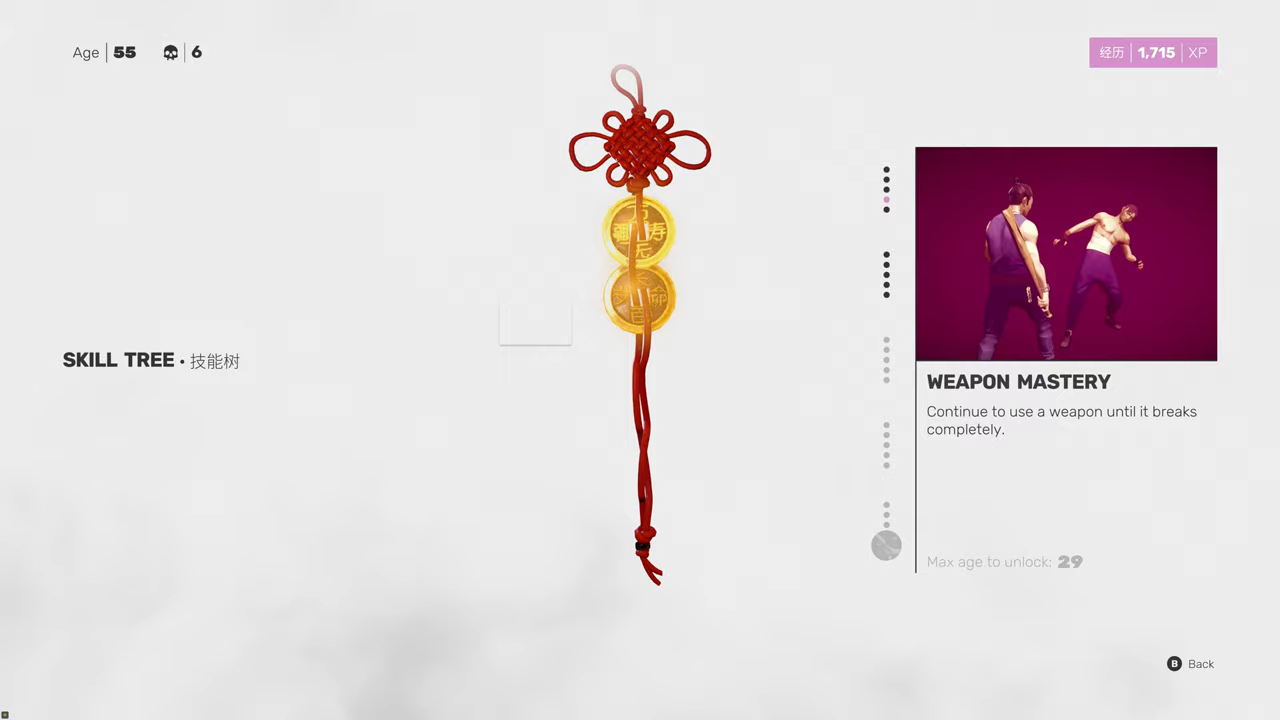 Age 55 6
经历 1,715 XP
SKILL TREE • 技能树
WEAPON MASTERY
Continue to use a weapon until it breaks
completely.
Max age to unlock: 29
B Back